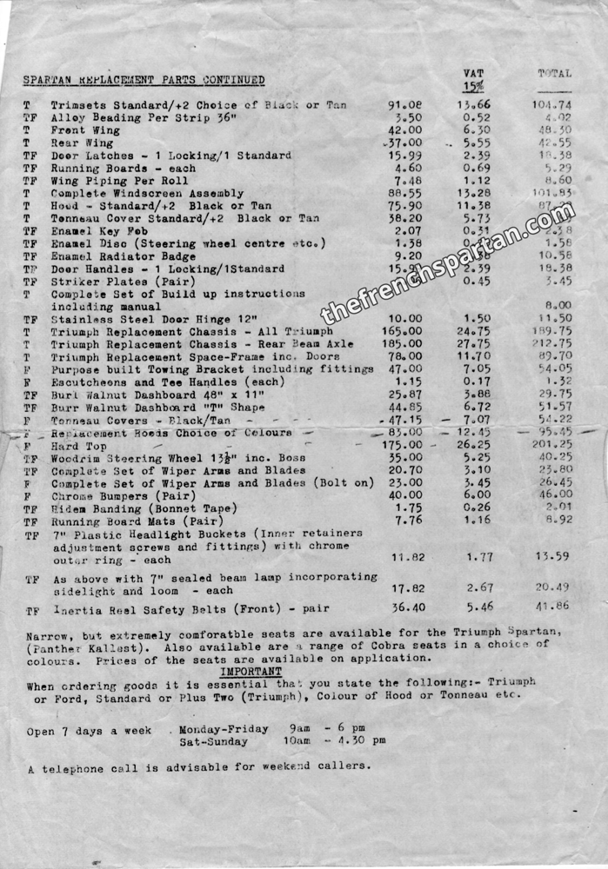 VAT TOTAL
SPARTAN REPLACEMENT PARTS CONTINUED 15%
T Trimsets Standard/+2 Choice of Black or Tan 91.08 13.66 104.74
TF Alloy Beading Per Strip 36" 3.50 0.52 4.02
T Front Wing 42.00 6.30 48.30
T Rear Wing 37.00 5.55 42.55
TF Door Latches - 1 Locking/1 Standard 15.99 2.39 18.38
TF Running Boards - each 4.60 0.69 5.29
TF Wing Piping Per Roll 7.48 1.12 8.60
T Complete Windscreen Assembly 88.55 13.28 101.83
T Hood - Standard/+2 Black or Tan 75.90 11.38
T Tonneau Cover Standard/+2 Black or Tan 38.20 5.73
TF Enamel Key Fob 2.07 0.31 2.38
TF Enamel Disc (Steering wheel centre etc.) 1.38 1.58
TF Enamel Radiator Badge 9.20 10.58
TF Door Handles - 1 Locking/1Standard 15.99 2.39 18.38
TF Striker Plates (Pair) 0.45 3.45
T Complete Set of Build up instructions
including manual 8.00
TF Stainless Steel Door Hinge 12" 10.00 1.50 11.50
T Triumph Replacement Chassis - All Triumph 165.00 24.75 189.75
T Triumph Replacement Chassis - Rear Beam Axle 185.00 27.75 212.75
T Triumph Replacement Space-Frame inc. Doors 78.00 11.70 89.70
F Purpose built Towing Bracket including fittings 47.00 7.05 54.05
F Escutcheons and Tee Handles (each) 1.15 0.17 1.32
TF Burl Walnut Dashboard 48" x 11" 25.87 3.88 29.75
TF Burr Walnut Dashboard "T" Shape 44.85 6.72 51.57
F Tonneau Covers - Black/Tan 47.15 7.07 54.22
F Replacement Hoods Choice of Colours 83.00 12.45 95.45
F Hard Top 175.00 26.25 201.25
TF Woodrim Steering Wheel 13½" inc. Boss 35.00 5.25 40.25
TF Complete Set of Wiper Arms and Blades 20.70 3.10 23.80
F Complete Set of Wiper Arms and Blades (Bolt on) 23.00 3.45 26.45
F Chrome Bumpers (Pair) 40.00 6.00 46.00
TF Ridem Banding (Bonnet Tape) 1.75 0.26 2.01
TF Running Board Mats (Pair) 7.76 1.16 8.92
TF 7" Plastic Headlight Buckets (Inner retainers
adjustment screws and fittings) with chrome
outer ring - each 11.82 1.77 13.59
TF As above with 7" sealed beam lamp incorporating
sidelight and loom - each 17.82 2.67 20.49
TF Inertia Reel Safety Belts (Front) - pair 36.40 5.46 41.86
Narrow, but extremely comforatble seats are available for the Triumph Spartan,
(Panther Kallest). Also available are a range of Cobra seats in a choice of
colours. Prices of the seats are available on application.
IMPORTANT
When ordering goods it is essential that you state the following:- Triumph
or Ford, Standard or Plus Two (Triumph), Colour of Hood or Tonneau etc.
Open 7 days a week Monday-Friday 9am - 6 pm
Sat-Sunday 10am - 4.30 pm
A telephone call is advisable for weekend callers.
thefrenchspartan.com